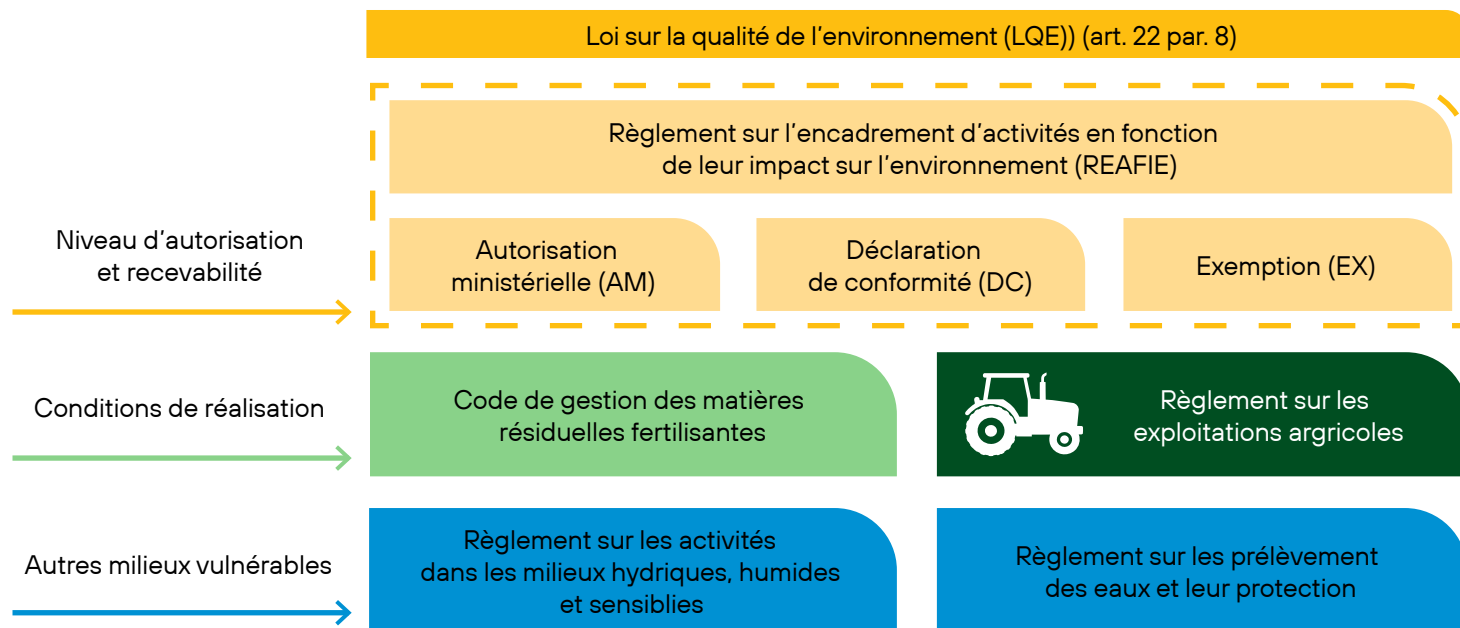 Loi sur la qualité de l'environnement (LQE)) (art. 22 par. 8)
Règlement sur l'encadrement d'activités en fonction
de leur impact sur l'environnement (REAFIE)
Niveau d'autorisation
et recevabilité
Autorisation
ministérielle (AM)
Déclaration
de conformité (DC)
Exemption (EX)
Conditions de réalisation
Code de gestion des matières
résiduelles fertilisantes
Règlement sur les
exploitations argricoles
Autres milieux vulnérables
Règlement sur les activités
dans les milieux hydriques, humides
et sensiblies
Règlement sur les prélèvement
des eaux et leur protection